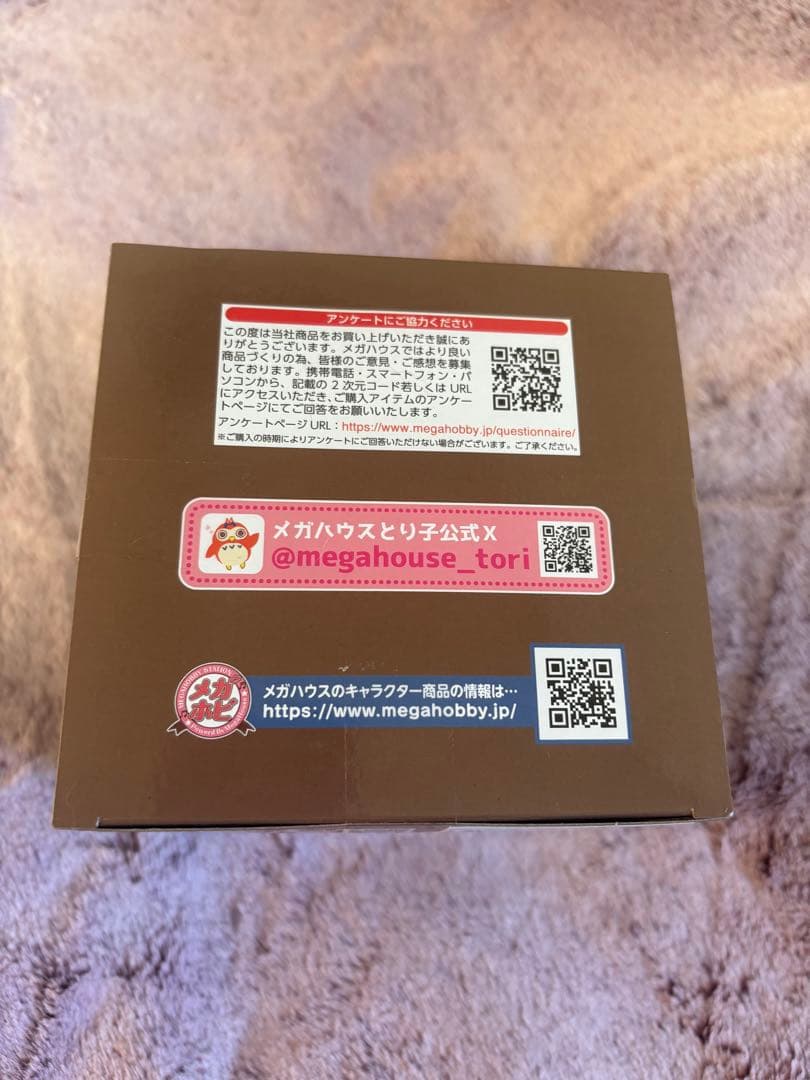 アンケートにご協力ください
この度は当社商品をお買い上げいただき誠にあ
りがとうございます。メガハウスではより良い
商品づくりの為、皆様のご意見・ご感想を募集
しております。携帯電話・スマートフォン・パ
ソコンから、記載の2次元コード若しくはURL
にアクセスいただき、ご購入アイテムのアンケー
トページにてご回答をお願いいたします。
アンケートページURL：https://www.megahobby.jp/questionnaire/
※ご購入の時期によりアンケートにご回答いただけない場合がございます。ご了承ください。
メガハウスとり子公式X
@megahouse_tori
MEGAHOBBY STATION
メガ
ホビ
Powered By MegaHouse
メガハウスのキャラクター商品の情報は…
https://www.megahobby.jp/